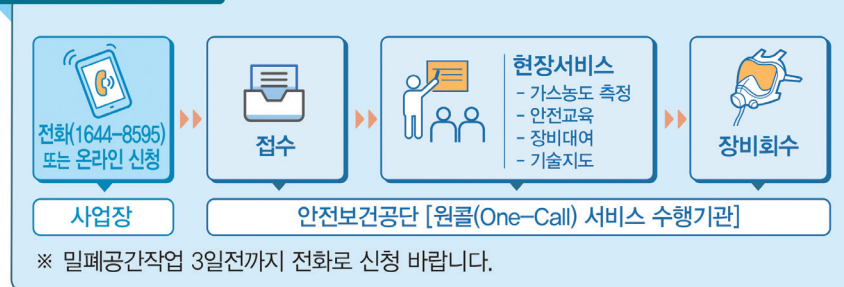 전화(1644-8595)
또는 온라인 신청
접수
현장서비스
- 가스농도 측정
- 안전교육
- 장비대여
- 기술지도
장비회수
사업장
안전보건공단 [원콜(One-Call) 서비스 수행기관]
※ 밀폐공간작업 3일전까지 전화로 신청 바랍니다.